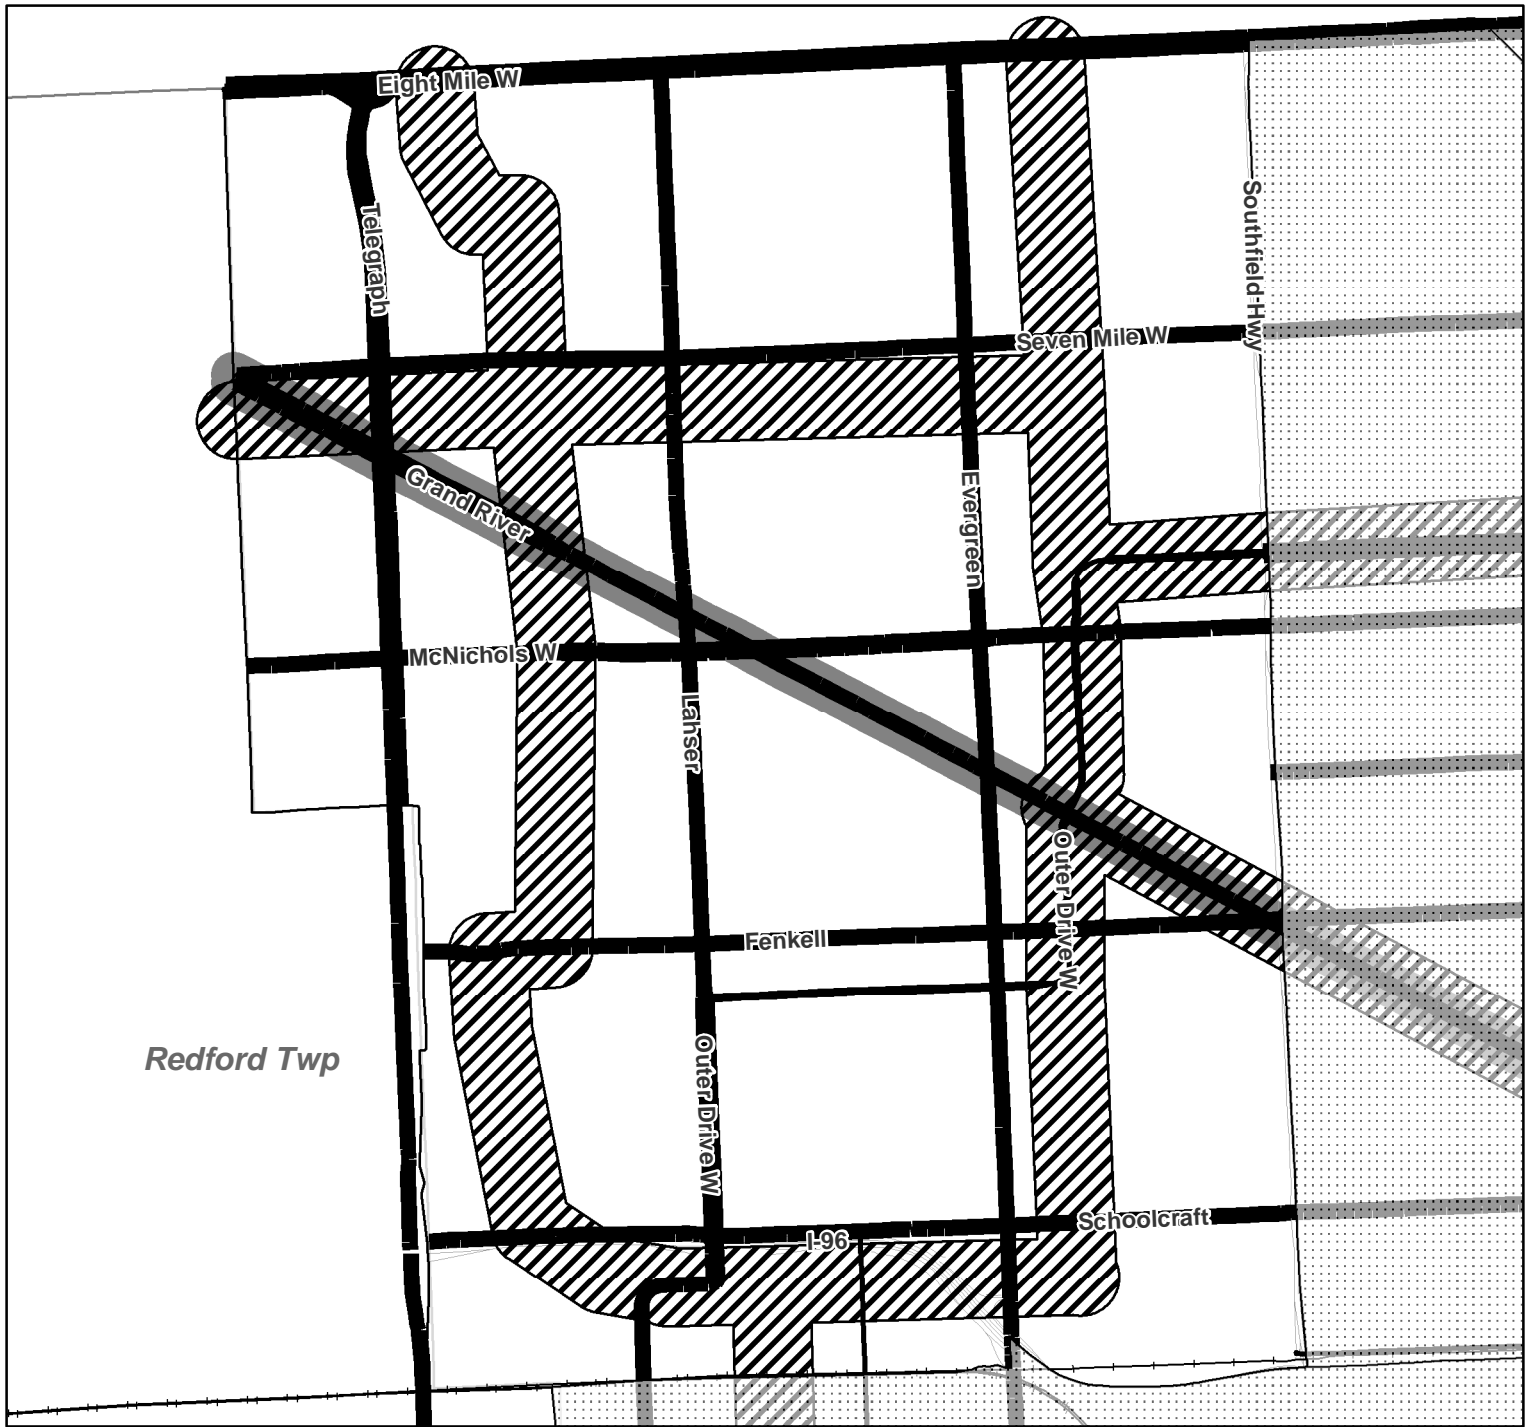 Eight Mile W
Telegraph
Southfield Hwy
Seven Mile W
Grand River
Evergreen
McNichols W
Lahser
Outer Drive W
Fenkell
Redford Twp
Outer Drive W
Schoolcraft
I-96